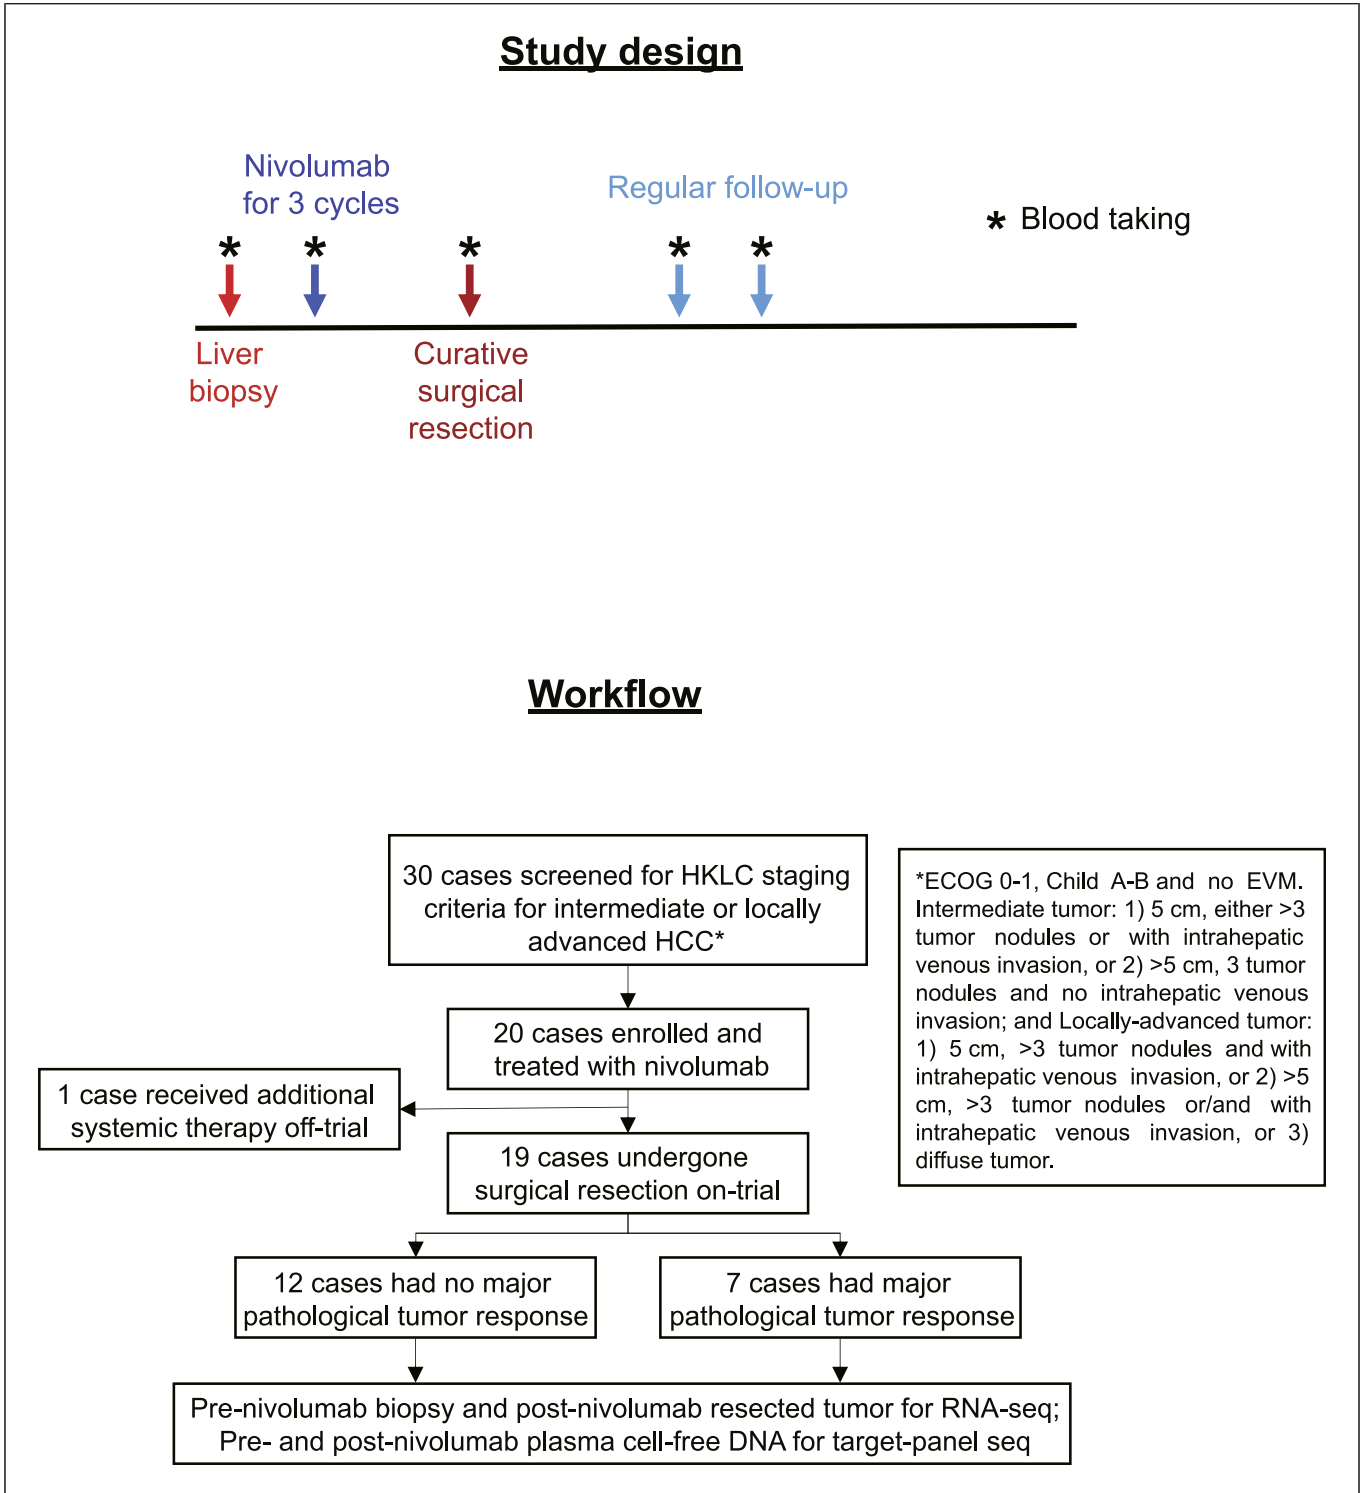 Study design
Nivolumab
for 3 cycles
Regular follow-up
* Blood taking
* * * * *
Liver
biopsy
Curative
surgical
resection
Workflow
30 cases screened for HKLC staging
criteria for intermediate or locally
advanced HCC*
*ECOG 0-1, Child A-B and no EVM.
Intermediate tumor: 1) 5 cm, either >3
tumor nodules or with intrahepatic
venous invasion, or 2) >5 cm, 3 tumor
nodules and no intrahepatic venous
invasion; and Locally-advanced tumor:
1) 5 cm, >3 tumor nodules and with
intrahepatic venous invasion, or 2) >5
cm, >3 tumor nodules or/and with
intrahepatic venous invasion, or 3)
diffuse tumor.
20 cases enrolled and
treated with nivolumab
1 case received additional
systemic therapy off-trial
19 cases undergone
surgical resection on-trial
12 cases had no major
pathological tumor response
7 cases had major
pathological tumor response
Pre-nivolumab biopsy and post-nivolumab resected tumor for RNA-seq;
Pre- and post-nivolumab plasma cell-free DNA for target-panel seq